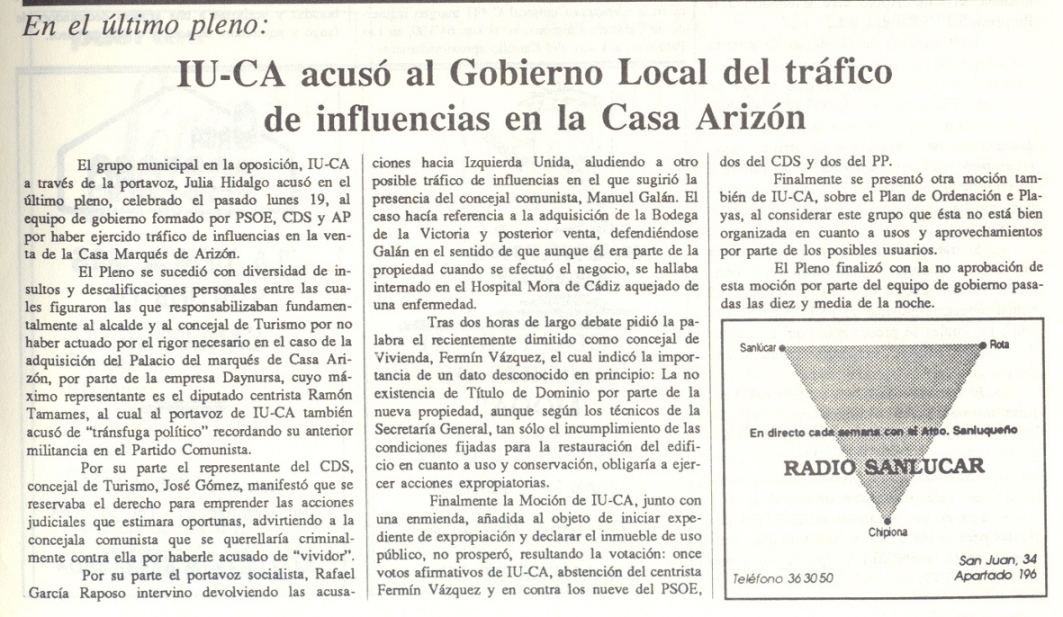 En el último pleno:
IU-CA acusó al Gobierno Local del tráfico
de influencias en la Casa Arizón
El grupo municipal en la oposición, IU-CA
a través de la portavoz, Julia Hidalgo acusó en el
último pleno, celebrado el pasado lunes 19, al
equipo de gobierno formado por PSOE, CDS y AP
por haber ejercido tráfico de influencias en la ven-
ta de la Casa Marqués de Arizón.
El Pleno se sucedió con diversidad de in-
sultos y descalificaciones personales entre las cua-
les figuraron las que responsabilizaban fundamen-
talmente al alcalde y al concejal de Turismo por no
haber actuado por el rigor necesario en el caso de la
adquisición del Palacio del marqués de Casa Ari-
zón, por parte de la empresa Daynursa, cuyo má-
ximo representante es el diputado centrista Ramón
Tamames, al cual al portavoz de IU-CA también
acusó de “tránsfuga político” recordando su anterior
militancia en el Partido Comunista.
Por su parte el representante del CDS,
concejal de Turismo, José Gómez, manifestó que se
reservaba el derecho para emprender las acciones
judiciales que estimara oportunas, advirtiendo a la
concejala comunista que se querellaría criminal-
mente contra ella por haberle acusado de “vividor”.
Por su parte el portavoz socialista, Rafael
García Raposo intervino devolviendo las acusa-
ciones hacia Izquierda Unida, aludiendo a otro
posible tráfico de influencias en el que sugirió la
presencia del concejal comunista, Manuel Galán. El
caso hacía referencia a la adquisición de la Bodega
de la Victoria y posterior venta, defendiéndose
Galán en el sentido de que aunque él era parte de la
propiedad cuando se efectuó el negocio, se hallaba
internado en el Hospital Mora de Cádiz aquejado de
una enfermedad.
Tras dos horas de largo debate pidió la pa-
labra el recientemente dimitido como concejal de
Vivienda, Fermín Vázquez, el cual indicó la impor-
tancia de un dato desconocido en principio: La no
existencia de Título de Dominio por parte de la
nueva propiedad, aunque según los técnicos de la
Secretaría General, tan sólo el incumplimiento de las
condiciones fijadas para la restauración del edifi-
cio en cuanto a uso y conservación, obligaría a ejer-
cer acciones expropiatorias.
Finalmente la Moción de IU-CA, junto con
una enmienda, añadida al objeto de iniciar expe-
diente de expropiación y declarar el inmueble de uso
público, no prosperó, resultando la votación: once
votos afirmativos de IU-CA, abstención del centrista
Fermín Vázquez y en contra los nueve del PSOE,
dos del CDS y dos del PP.
Finalmente se presentó otra moción tam-
bién de IU-CA, sobre el Plan de Ordenación e Pla-
yas, al considerar este grupo que ésta no está bien
organizada en cuanto a usos y aprovechamientos
por parte de los posibles usuarios.
El Pleno finalizó con la no aprobación de
esta moción por parte del equipo de gobierno pasa-
das las diez y media de la noche.
Sanlúcar
Rota
En directo cada semana con el Atco. Sanluqueño
RADIO SANLUCAR
Chipiona
San Juan, 34
Teléfono 36 30 50
Apartado 196